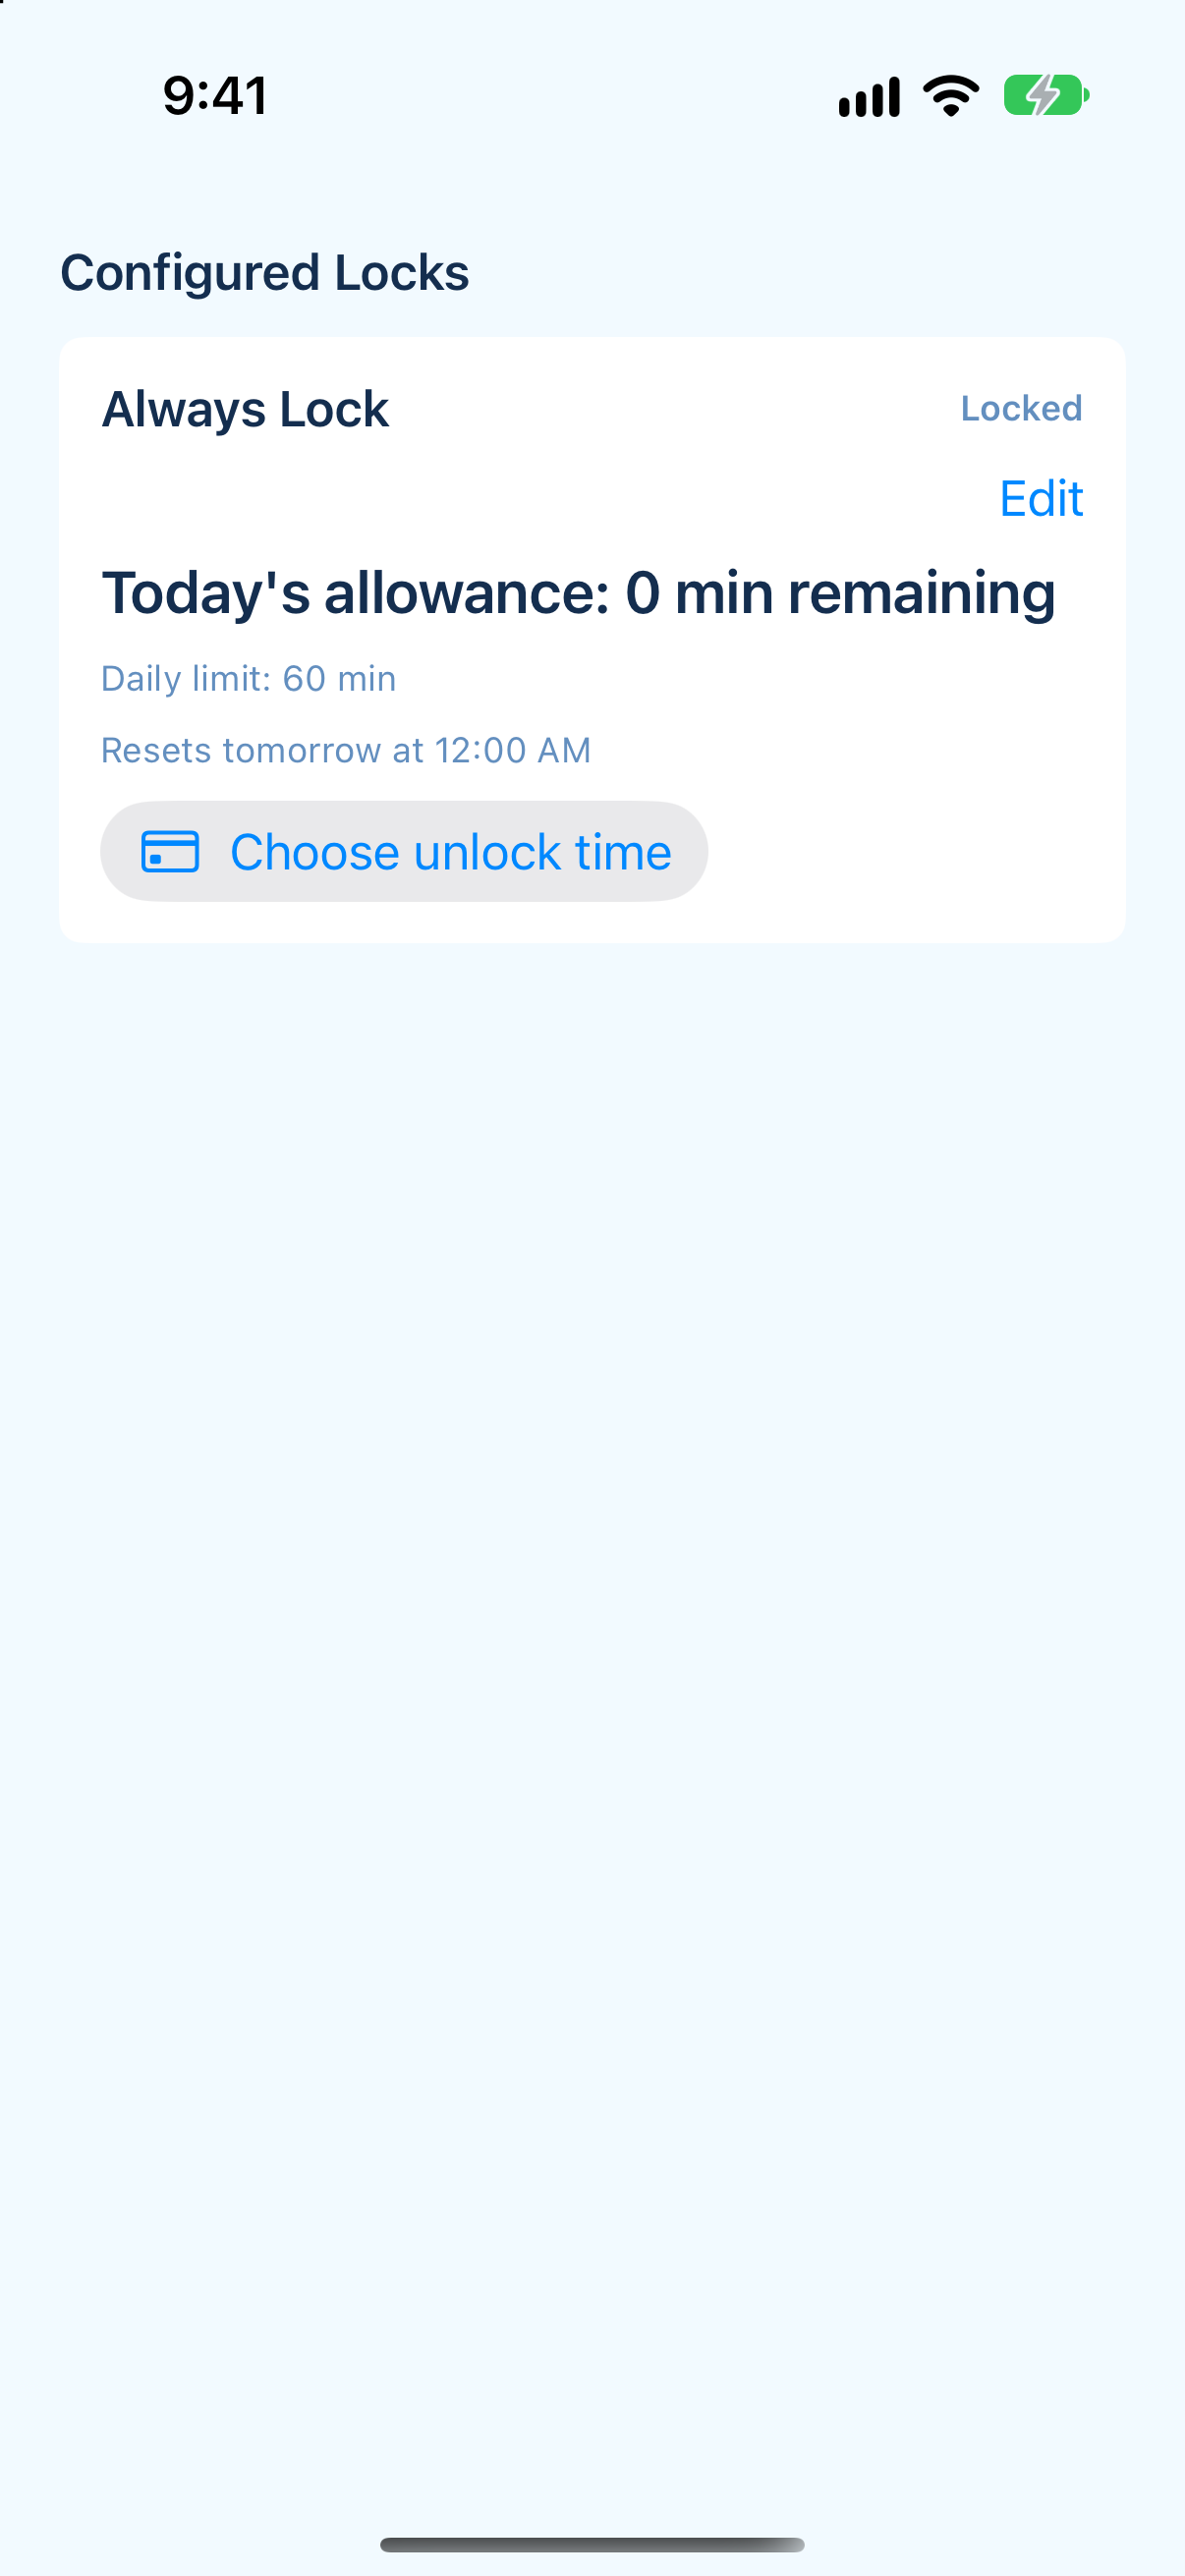 9:41
Configured Locks
Always Lock
Locked
Edit
Today's allowance: 0 min remaining
Daily limit: 60 min
Resets tomorrow at 12:00 AM
Choose unlock time